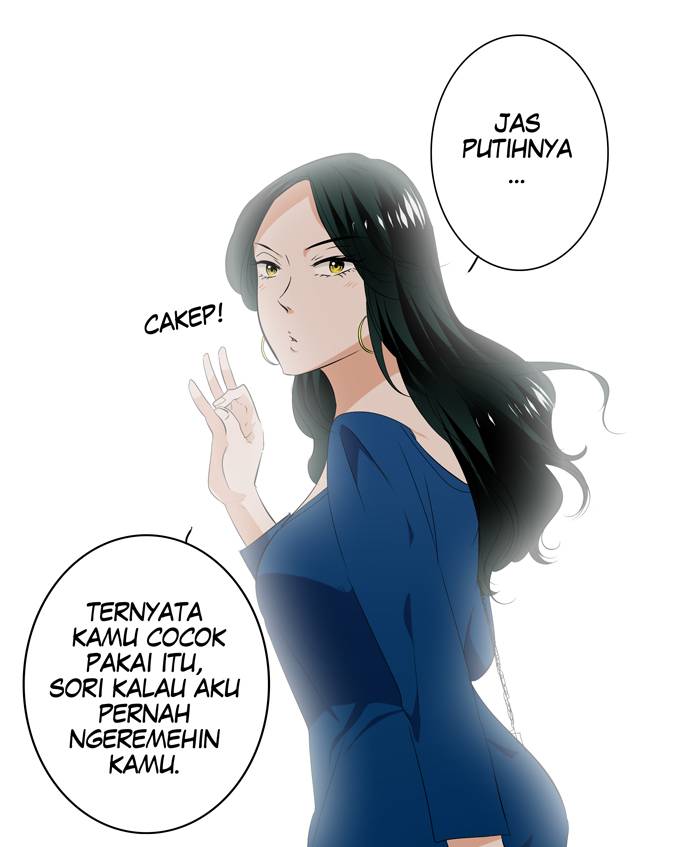 JAS
PUTIHNYA
...
CAKEP!
TERNYATA
KAMU COCOK
PAKAI ITU,
SORI KALAU AKU
PERNAH
NGEREMEHIN
KAMU.